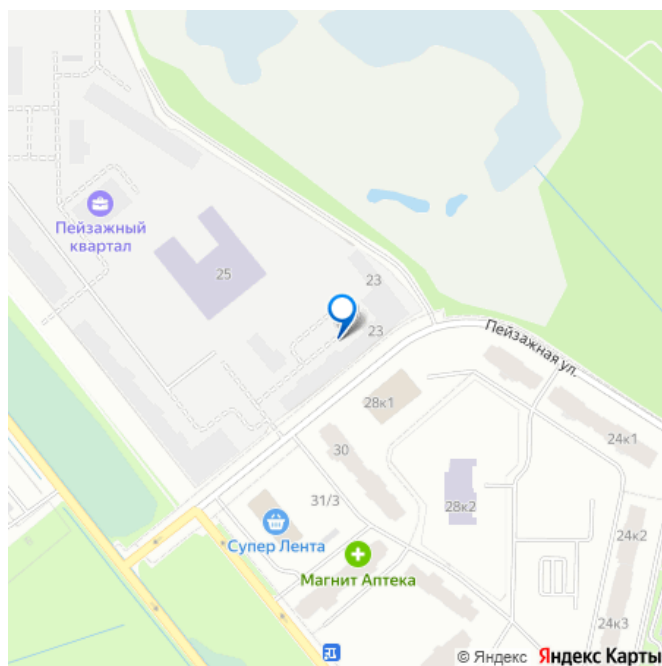 Пейзажный
квартал
25
23
23
Пейзажная ул.
28к1
24к1
30
28к2
31/3
24к2
Супер Лента
Магнит Аптека
24к3
© Яндекс Яндекс Карты